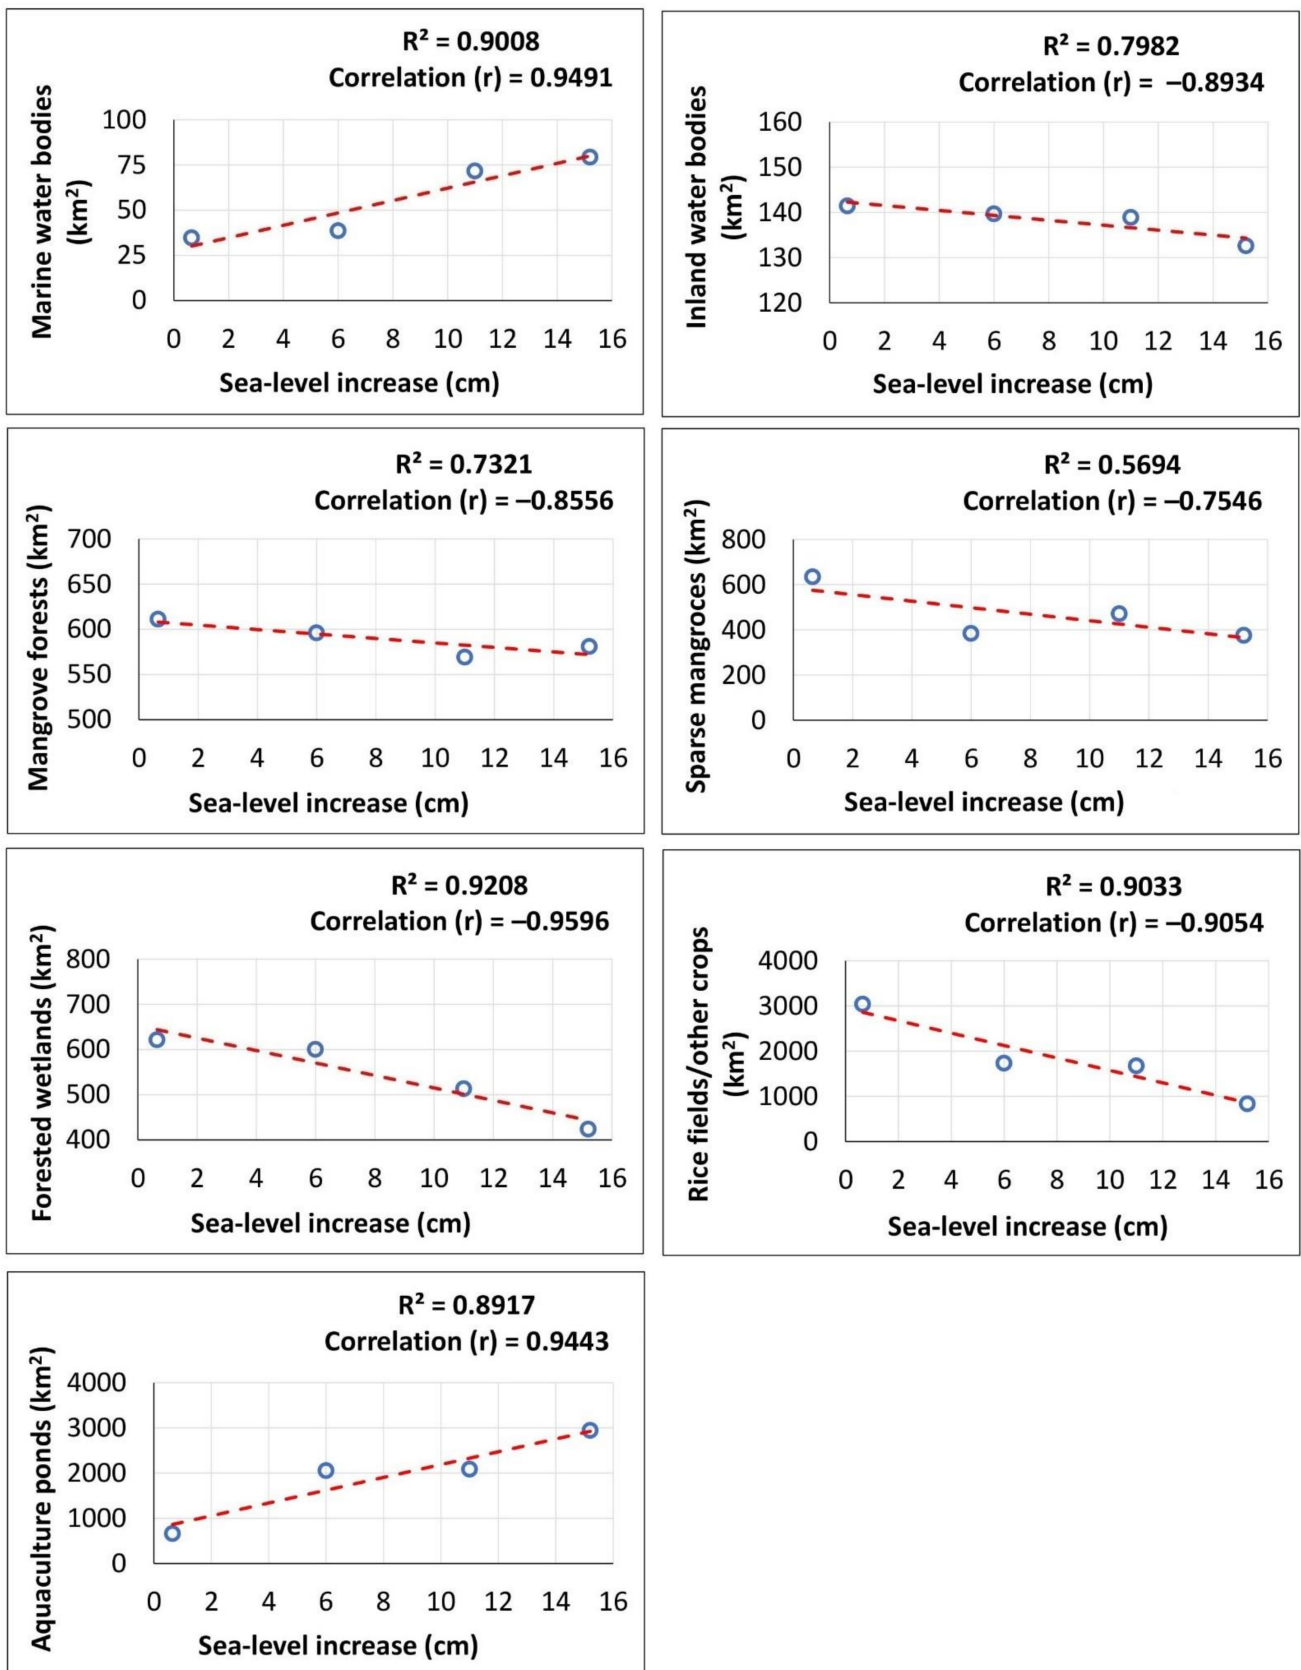 R² = 0.9008
Correlation (r) = 0.9491
Marine water bodies
(km²)
100
75
50
25
0
0 2 4 6 8 10 12 14 16
Sea-level increase (cm)
R² = 0.7982
Correlation (r) = –0.8934
Inland water bodies
(km²)
160
150
140
130
120
0 2 4 6 8 10 12 14 16
Sea-level increase (cm)
R² = 0.7321
Correlation (r) = –0.8556
Mangrove forests (km²)
700
650
600
550
500
0 2 4 6 8 10 12 14 16
Sea-level increase (cm)
R² = 0.5694
Correlation (r) = –0.7546
Sparse mangroces (km²)
800
600
400
200
0
0 2 4 6 8 10 12 14 16
Sea-level increase (cm)
R² = 0.9208
Correlation (r) = –0.9596
Forested wetlands (km²)
800
700
600
500
400
0 2 4 6 8 10 12 14 16
Sea-level increase (cm)
R² = 0.9033
Correlation (r) = –0.9054
Rice fields/other crops
(km²)
4000
3000
2000
1000
0
0 2 4 6 8 10 12 14 16
Sea-level increase (cm)
R² = 0.8917
Correlation (r) = 0.9443
Aquaculture ponds (km²)
4000
3000
2000
1000
0
0 2 4 6 8 10 12 14 16
Sea-level increase (cm)